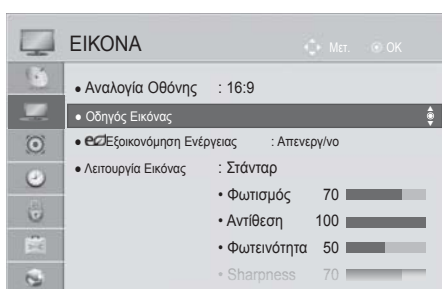 ΕΙΚΟΝΑ Μετ. OK
• Αναλογία Οθόνης : 16:9
• Οδηγός Εικόνας
• eco Εξοικονόμηση Ενέργειας : Απενεργ/νο
• Λειτουργία Εικόνας : Στάνταρ
• Φωτισμός 70
• Αντίθεση 100
• Φωτεινότητα 50
• Sharpness 70